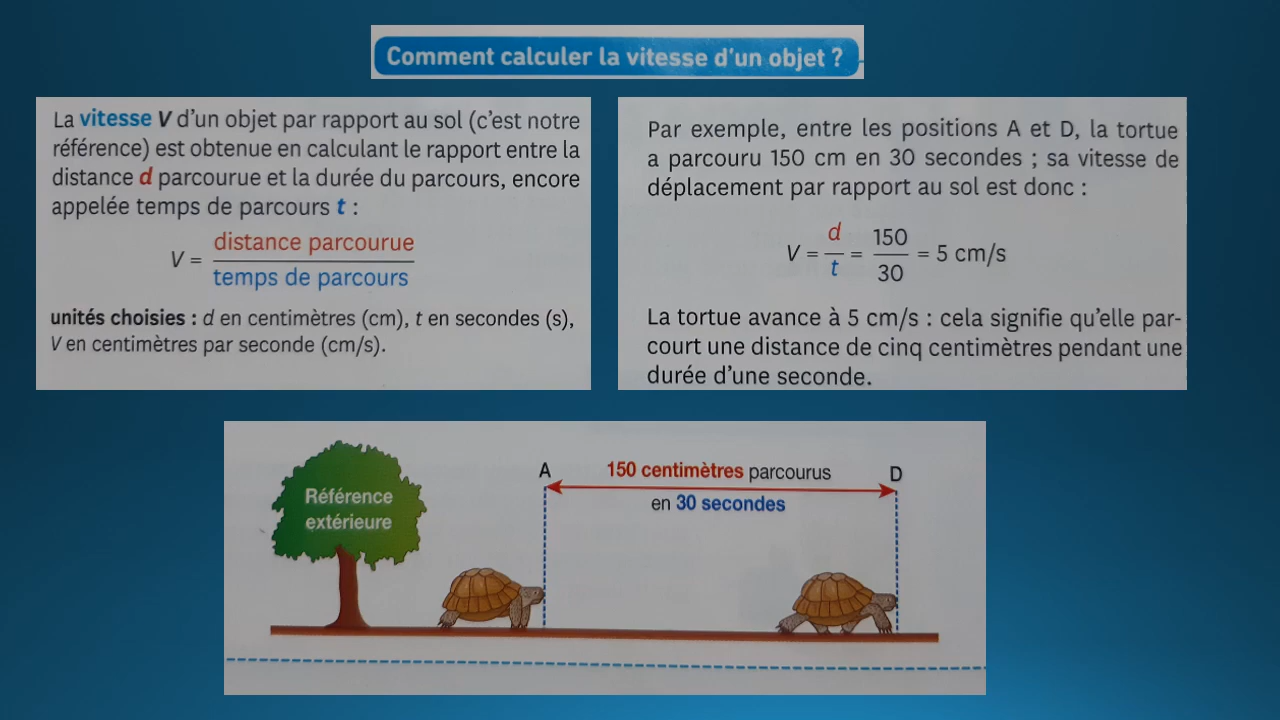 Comment calculer la vitesse d'un objet ?
La vitesse V d'un objet par rapport au sol (c'est notre
référence) est obtenue en calculant le rapport entre la
distance d parcourue et la durée du parcours, encore
appelée temps de parcours t :
V = distance parcourue
temps de parcours
unités choisies : d en centimètres (cm), t en secondes (s),
V en centimètres par seconde (cm/s).
Par exemple, entre les positions A et D, la tortue
a parcouru 150 cm en 30 secondes ; sa vitesse de
déplacement par rapport au sol est donc :
V = d/t = 150/30 = 5 cm/s
La tortue avance à 5 cm/s : cela signifie qu'elle par-
court une distance de cinq centimètres pendant une
durée d'une seconde.
A 150 centimètres parcourus D
en 30 secondes
Référence
extérieure